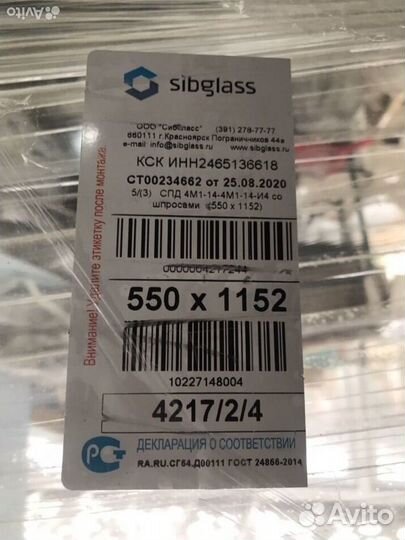 Avito
sibglass
ООО "Сибгласс" (391) 278-77-77
660111 г.Красноярск Пограничников 44а
e-mail: info@sibglass.ru www.sibglass.ru
КСК ИНН2465136618
СТ00234662 от 25.08.2020
5/(3) СПД 4М1-14-4М1-14-И4 со
шпросами (550 x 1152)
0000004217244
550 x 1152
10227148004
4217/2/4
ДЕКЛАРАЦИЯ О СООТВЕТСТВИИ
RA.RU.СГ64.Д00111 ГОСТ 24866-2014
Внимание! Удалите этикетку после монтажа.
Avito